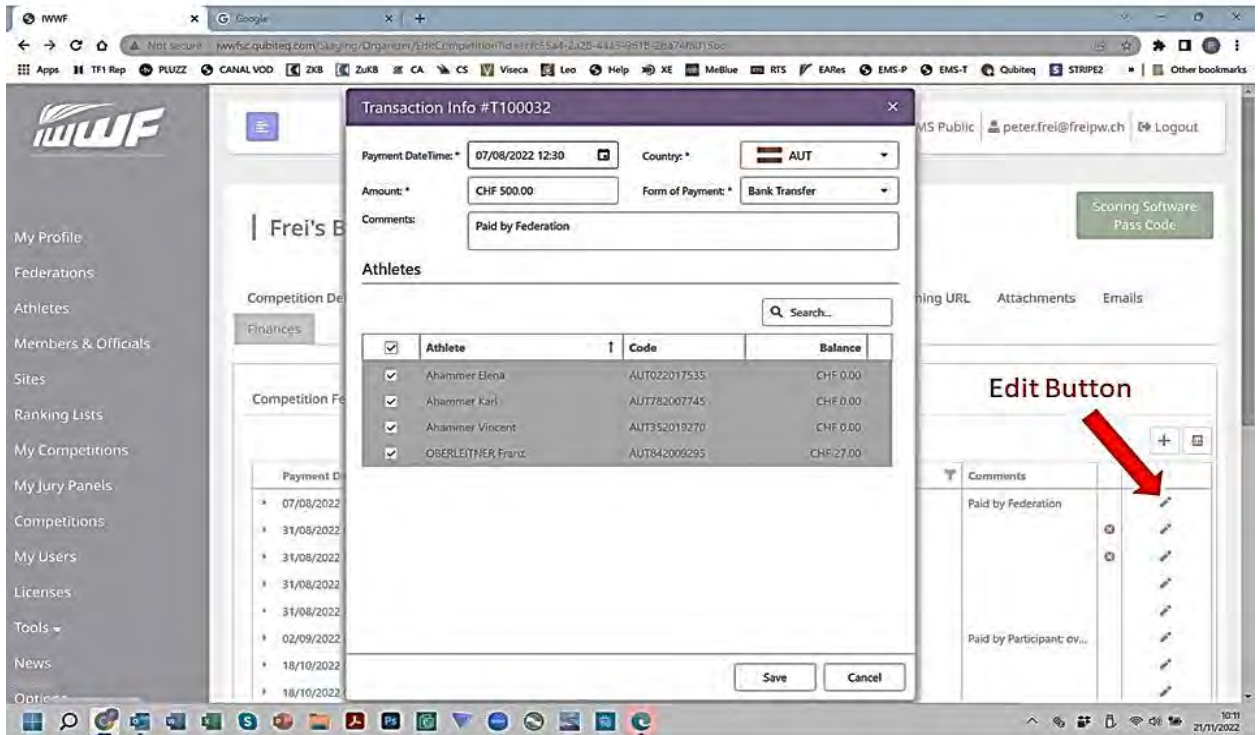 IWWF
Google
Not secure
Apps TF1 Rep PLUZZ CANAL VOD ZKB ZuKB CA CS Viseca Leo Help XE MeBlue RTS EARes EMS-P EMS-T Qubiteq STRIPE2 » Other bookmarks
IWWF
MS Public peter.frei@freipw.ch Logout
Transaction Info #T100032 ×
Payment DateTime: * 07/08/2022 12:30 Country: * AUT
Amount: * CHF 500.00 Form of Payment: * Bank Transfer
Comments: Paid by Federation
Scoring Software
Pass Code
Frei's B
My Profile
Federations
Athletes
Members & Officials
Sites
Ranking Lists
My Competitions
My Jury Panels
Competitions
My Users
Licenses
Tools
News
Options
Competition De
ning URL Attachments Emails
Finances
Athletes
Search...
Athlete ↑ Code Balance
Ahammer Elena AUT022017535 CHF 0.00
Ahammer Karl AUT782007745 CHF 0.00
Ahammer Vincent AUT352019270 CHF 0.00
OBERLEITNER Franz AUT842009295 CHF 27.00
Competition Fe
Edit Button
Payment D
Comments
07/08/2022 Paid by Federation
31/08/2022
31/08/2022
31/08/2022
31/08/2022
02/09/2022 Paid by Participant: ov...
18/10/2022
18/10/2022
Save Cancel
10:11
21/11/2022